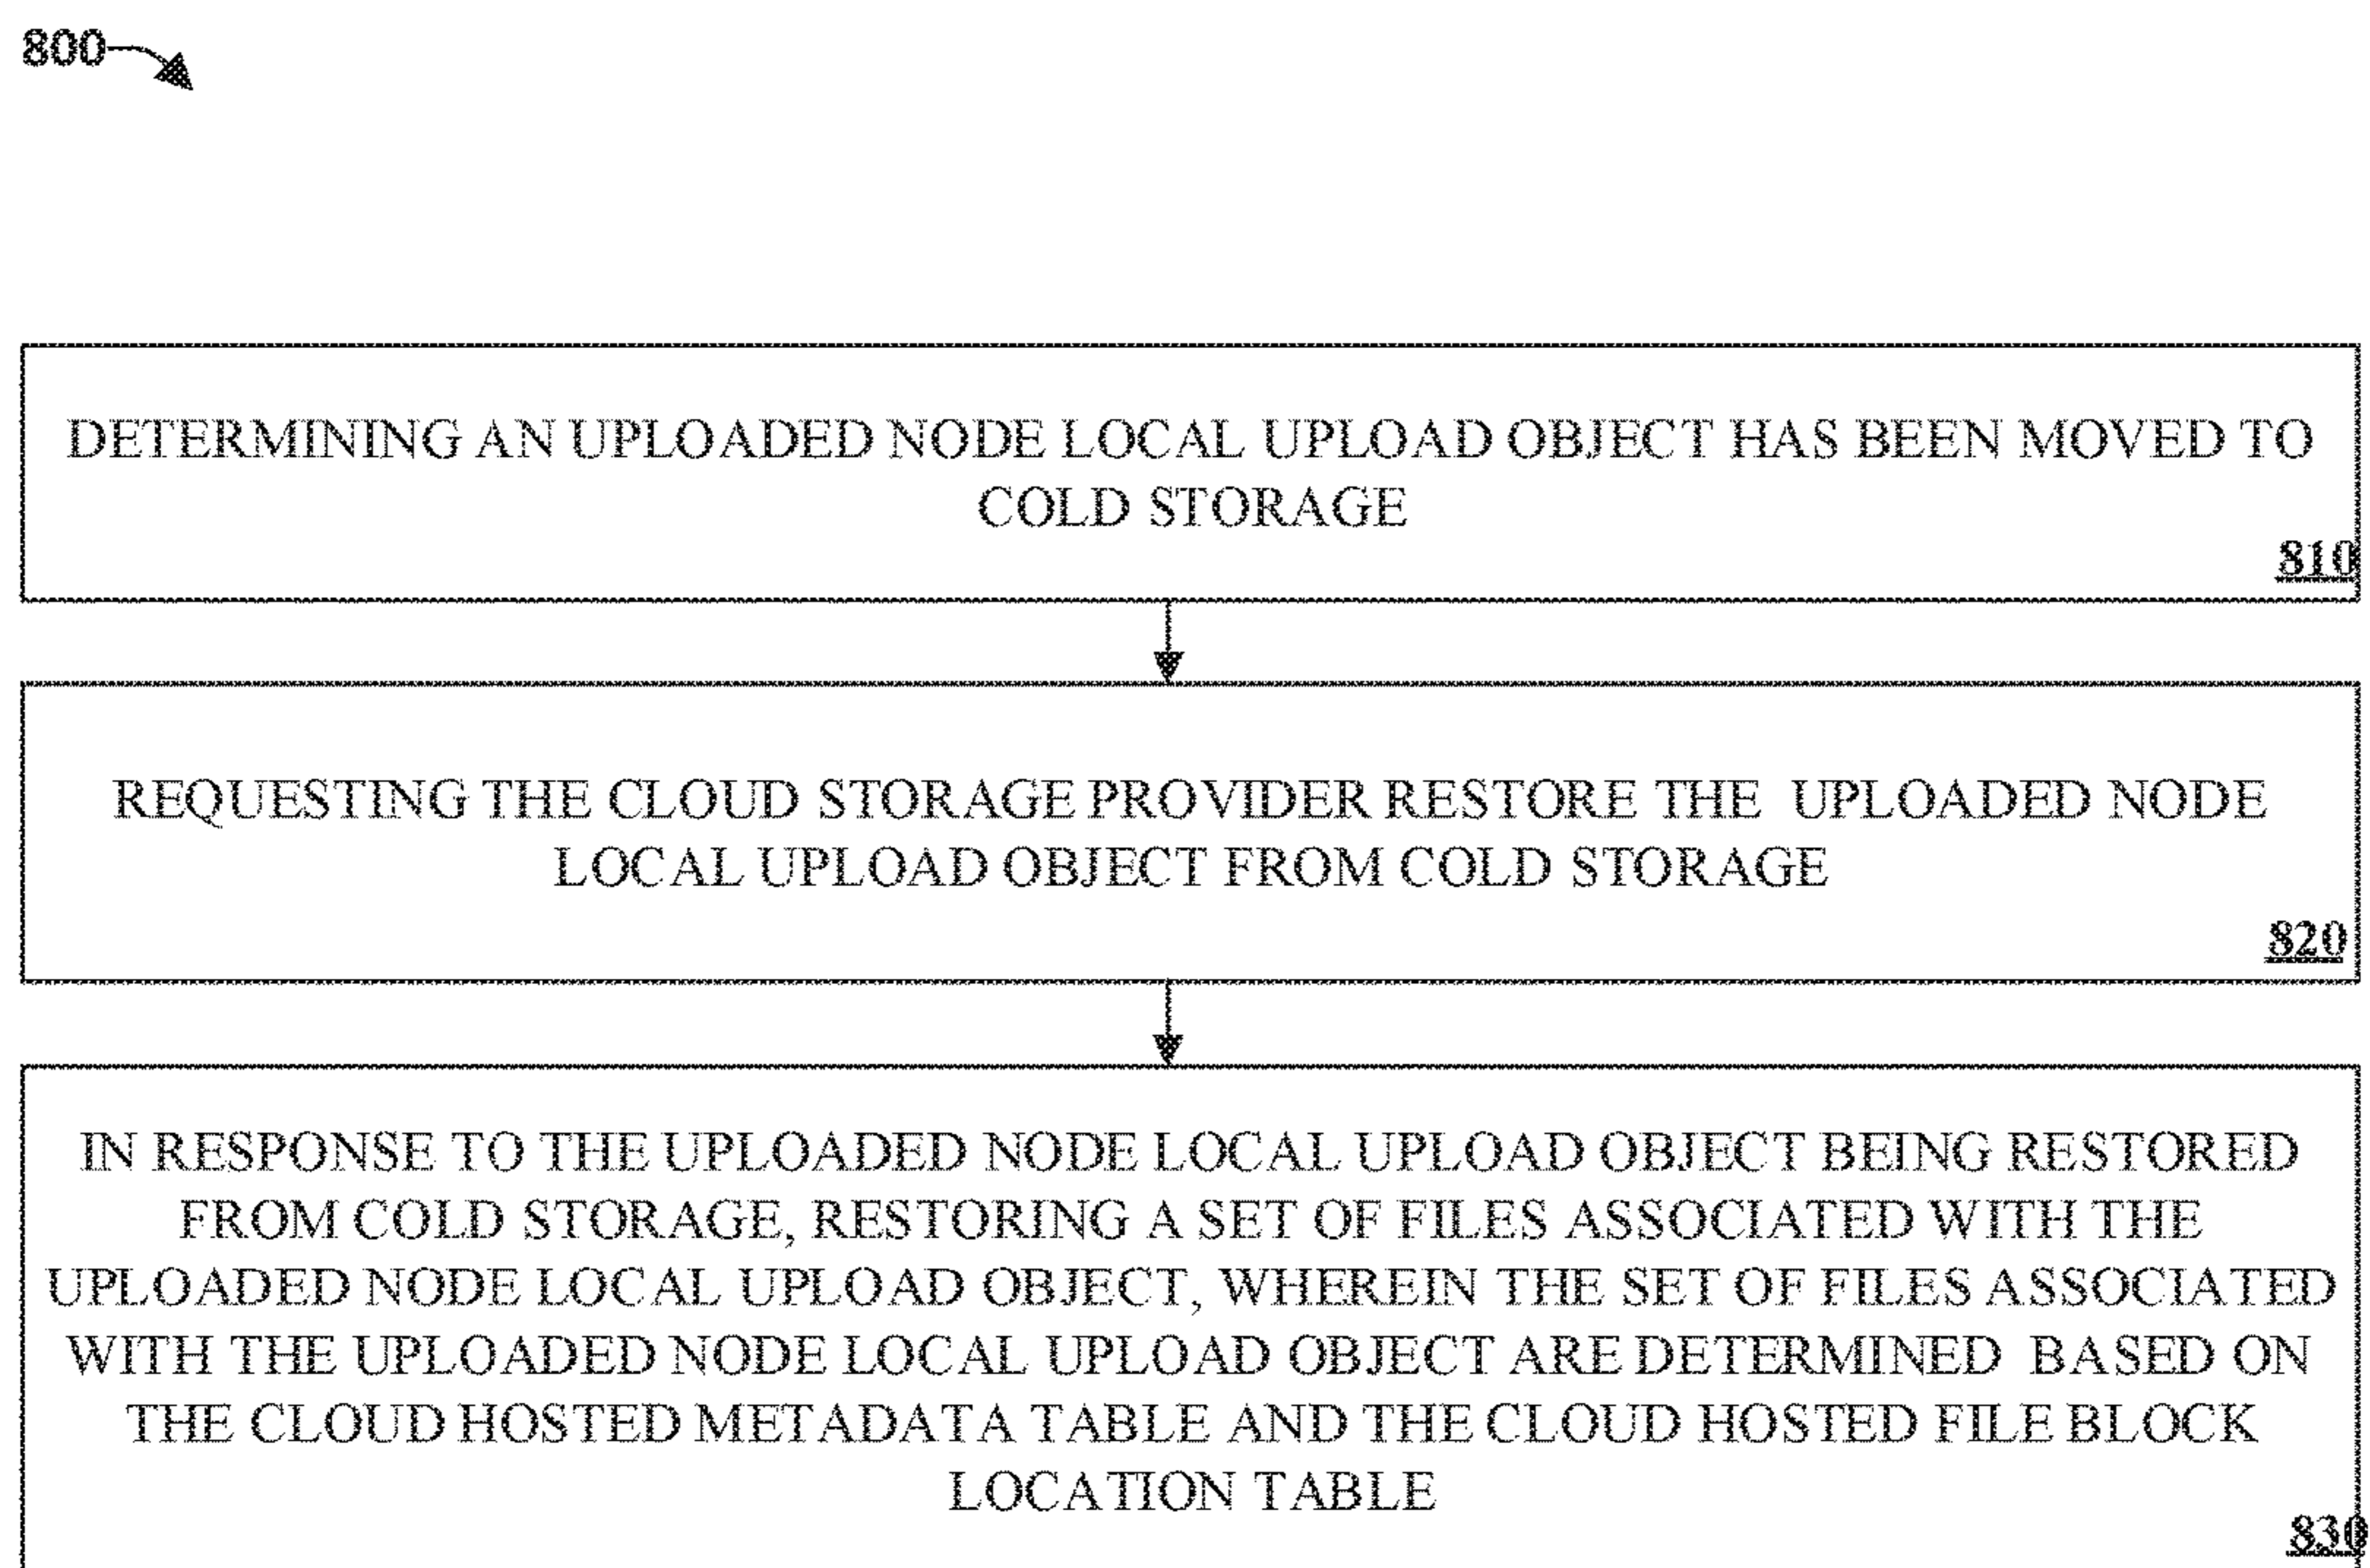 800
DETERMINING AN UPLOADED NODE LOCAL UPLOAD OBJECT HAS BEEN MOVED TO
COLD STORAGE
810
REQUESTING THE CLOUD STORAGE PROVIDER RESTORE THE UPLOADED NODE
LOCAL UPLOAD OBJECT FROM COLD STORAGE
820
IN RESPONSE TO THE UPLOADED NODE LOCAL UPLOAD OBJECT BEING RESTORED
FROM COLD STORAGE, RESTORING A SET OF FILES ASSOCIATED WITH THE
UPLOADED NODE LOCAL UPLOAD OBJECT, WHEREIN THE SET OF FILES ASSOCIATED
WITH THE UPLOADED NODE LOCAL UPLOAD OBJECT ARE DETERMINED BASED ON
THE CLOUD HOSTED METADATA TABLE AND THE CLOUD HOSTED FILE BLOCK
LOCATION TABLE
830